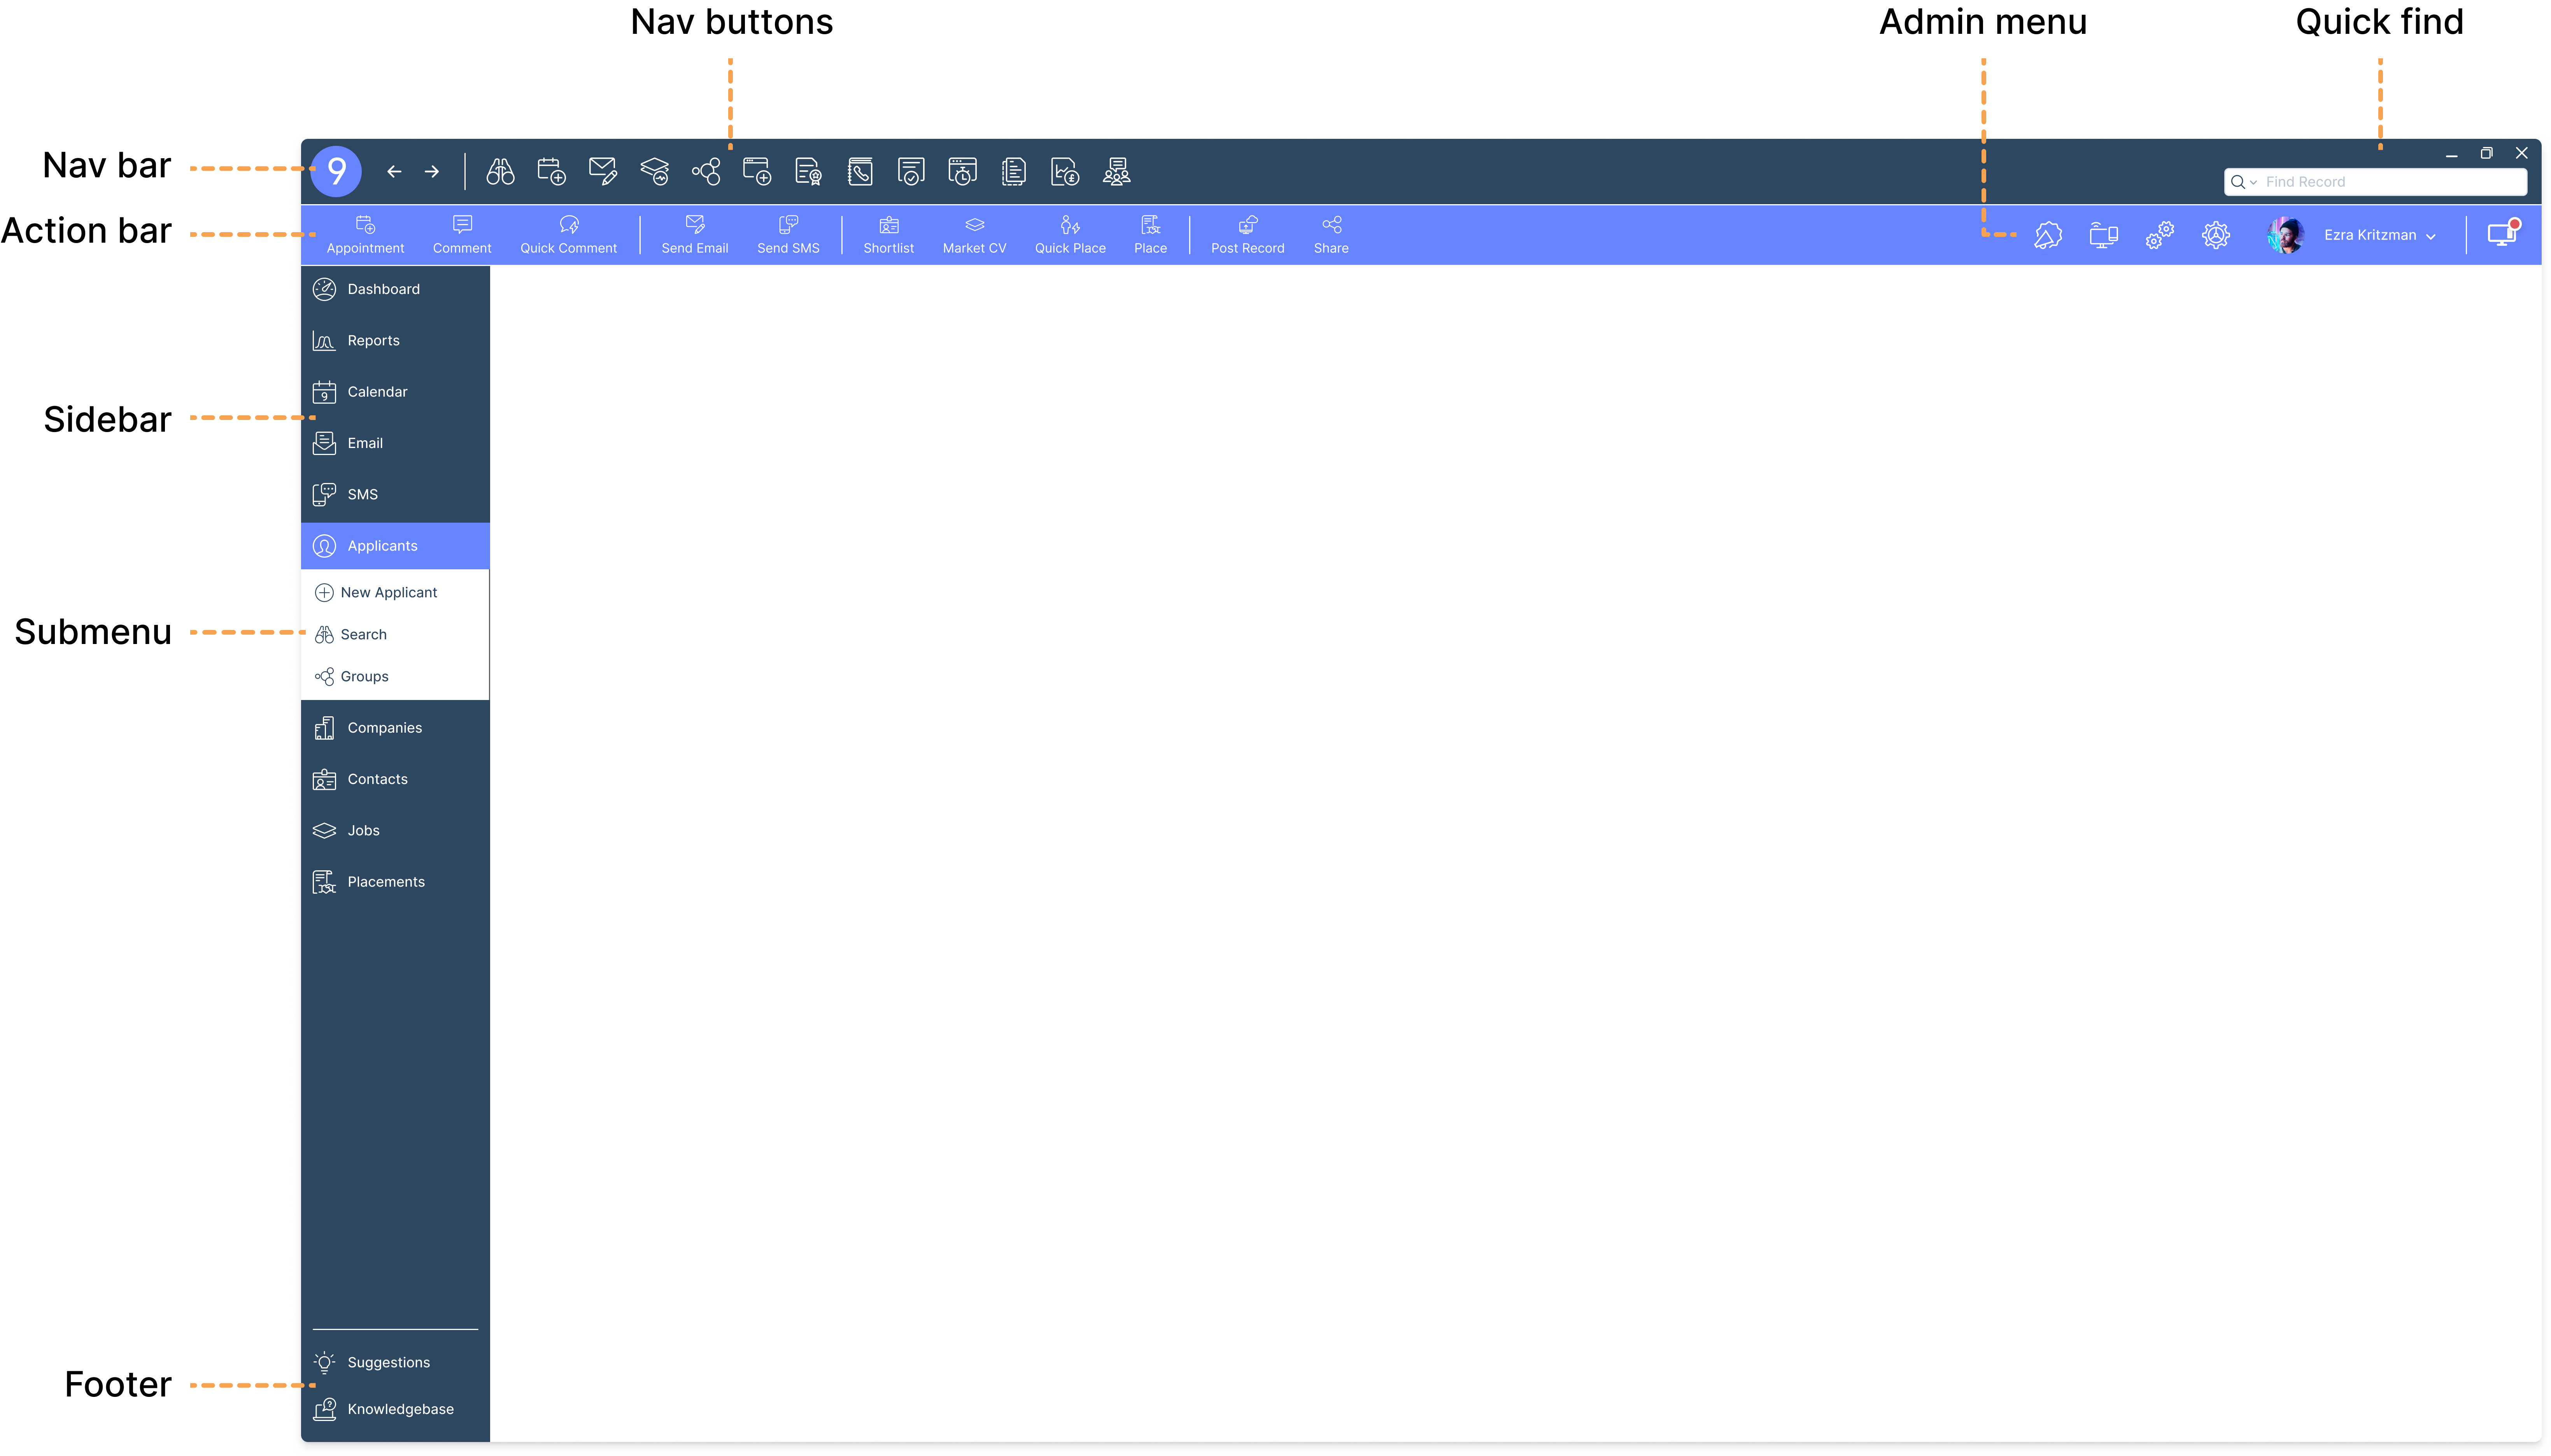 Nav buttons
Admin menu
Quick find
Nav bar
9
Find Record
Action bar
Appointment
Comment
Quick Comment
Send Email
Send SMS
Shortlist
Market CV
Quick Place
Place
Post Record
Share
Ezra Kritzman
Dashboard
Reports
9
Calendar
Sidebar
Email
SMS
Applicants
New Applicant
Submenu
Search
Groups
Companies
Contacts
Jobs
Placements
Suggestions
Footer
Knowledgebase